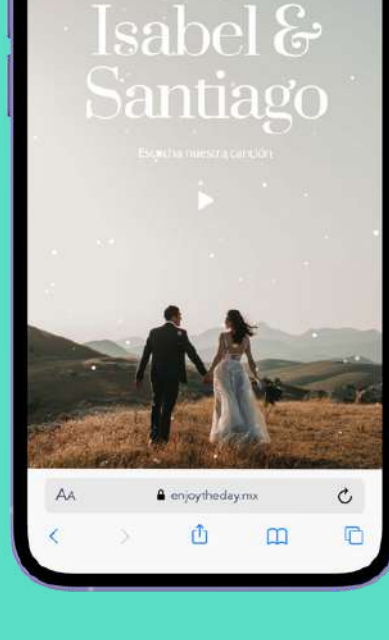 Isabel &
Santiago
Escucha nuestra canción
AA
enjoytheday.mx